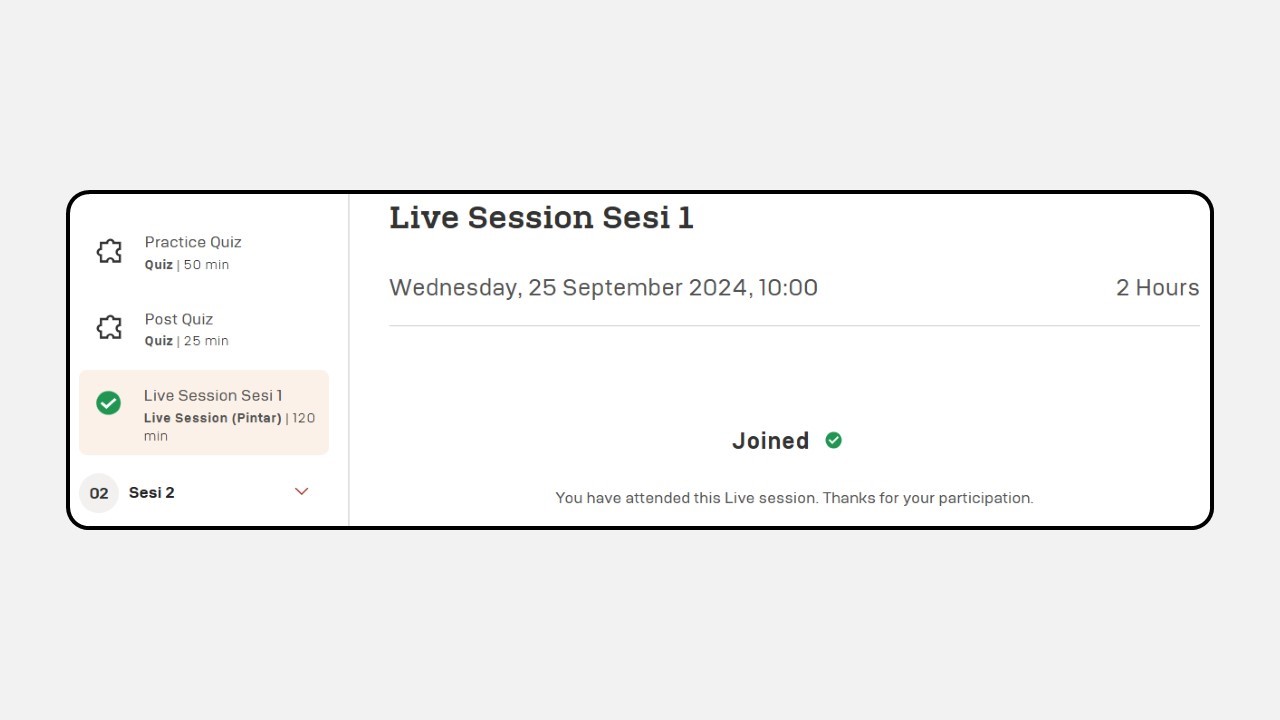 Practice Quiz
Quiz | 50 min
Post Quiz
Quiz | 25 min
Live Session Sesi 1
Live Session (Pintar) | 120
min
02 Sesi 2
Live Session Sesi 1
Wednesday, 25 September 2024, 10:00 2 Hours
Joined
You have attended this Live session. Thanks for your participation.